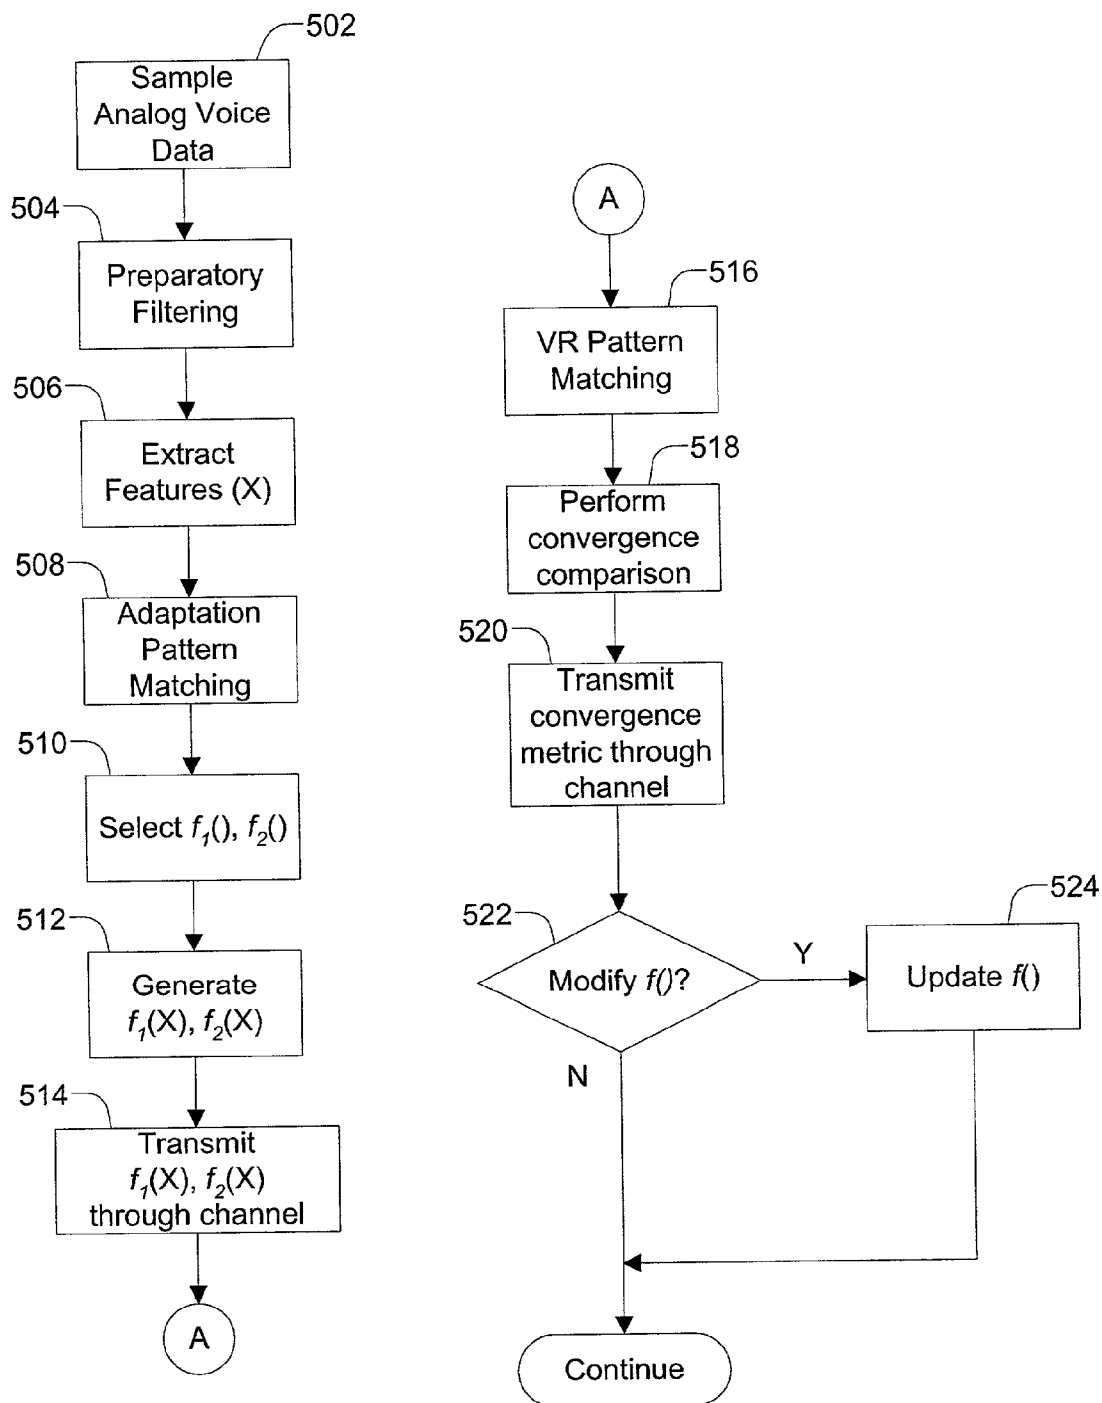 502
Sample
Analog Voice
Data
504
Preparatory
Filtering
506
Extract
Features (X)
508
Adaptation
Pattern
Matching
510
Select f1(), f2()
512
Generate
f1(X), f2(X)
514
Transmit
f1(X), f2(X)
through channel
A
A
516
VR Pattern
Matching
518
Perform
convergence
comparison
520
Transmit
convergence
metric through
channel
522
Modify f()?
Y
524
Update f()
N
Continue